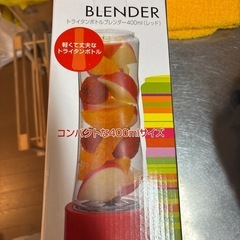 BLENDER
トライタンボトルブレンダー400ml(レッド)
軽くて丈夫な
トライタンボトル
コンパクトな400mlサイズ